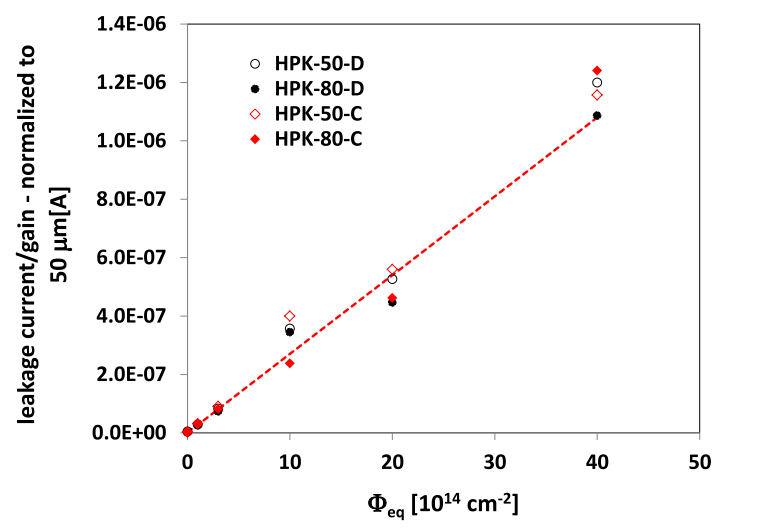 1.4E-06
1.2E-06
1.0E-06
8.0E-07
6.0E-07
4.0E-07
2.0E-07
0.0E+00
leakage current/gain - normalized to
50 μm[A]
HPK-50-D
HPK-80-D
HPK-50-C
HPK-80-C
0 10 20 30 40 50
Φeq [10¹⁴ cm⁻²]